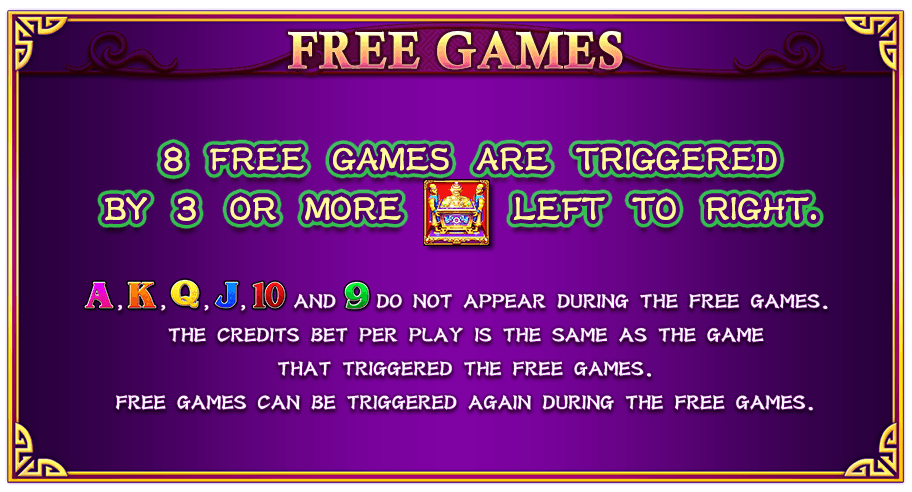 FREE GAMES
8 FREE GAMES ARE TRIGGERED
BY 3 OR MORE LEFT TO RIGHT.
A, K, Q, J, 10 AND 9 DO NOT APPEAR DURING THE FREE GAMES.
THE CREDITS BET PER PLAY IS THE SAME AS THE GAME
THAT TRIGGERED THE FREE GAMES.
FREE GAMES CAN BE TRIGGERED AGAIN DURING THE FREE GAMES.